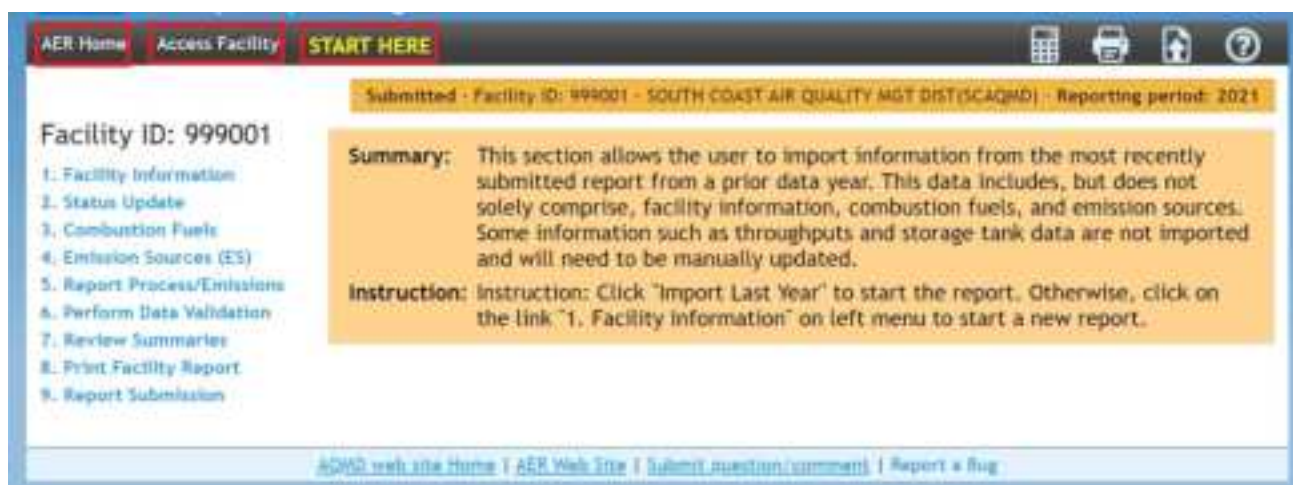 AER Home Access Facility START HERE
Submitted - Facility ID: 999001 - SOUTH COAST AIR QUALITY MGT DIST(SCAQMD) - Reporting period: 2021
Facility ID: 999001
1. Facility Information
2. Status Update
3. Combustion Fuels
4. Emission Sources (ES)
5. Report Process/Emissions
6. Perform Data Validation
7. Review Summaries
8. Print Facility Report
9. Report Submission
Summary: This section allows the user to import information from the most recently
submitted report from a prior data year. This data includes, but does not
solely comprise, facility information, combustion fuels, and emission sources.
Some information such as throughputs and storage tank data are not imported
and will need to be manually updated.
Instruction: Instruction: Click "Import Last Year" to start the report. Otherwise, click on
the link "1. Facility Information" on left menu to start a new report.
AQMD web site Home | AER Web Site | Submit question/comment | Report a Bug